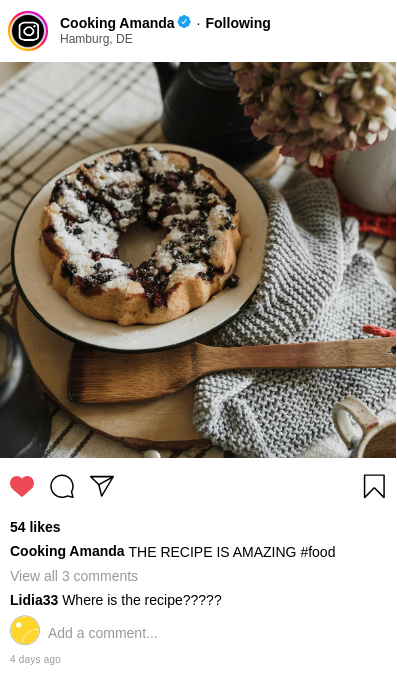 Cooking Amanda · Following
Hamburg, DE
54 likes
Cooking Amanda THE RECIPE IS AMAZING #food
View all 3 comments
Lidia33 Where is the recipe?????
Add a comment...
4 days ago